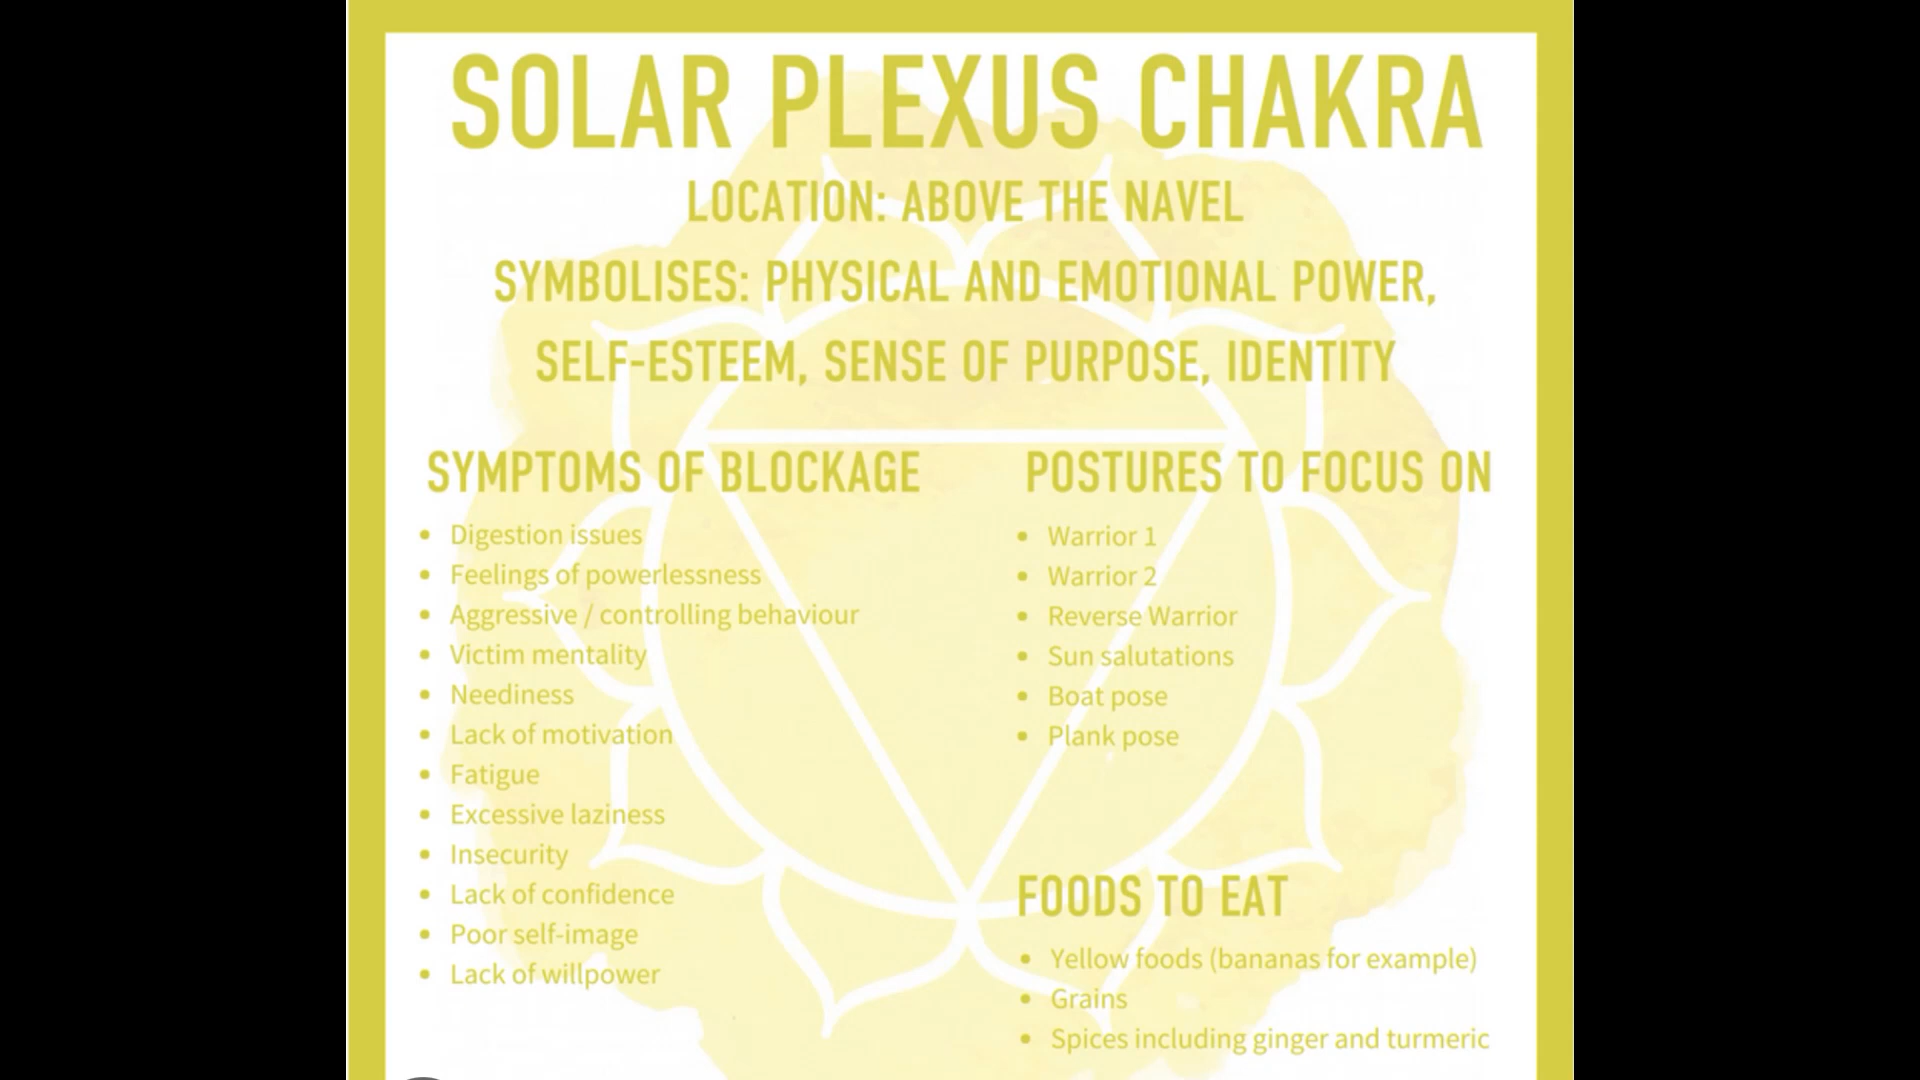 SOLAR PLEXUS CHAKRA
LOCATION: ABOVE THE NAVEL
SYMBOLISES: PHYSICAL AND EMOTIONAL POWER,
SELF-ESTEEM, SENSE OF PURPOSE, IDENTITY
SYMPTOMS OF BLOCKAGE
• Digestion issues
• Feelings of powerlessness
• Aggressive / controlling behaviour
• Victim mentality
• Neediness
• Lack of motivation
• Fatigue
• Excessive laziness
• Insecurity
• Lack of confidence
• Poor self-image
• Lack of willpower
POSTURES TO FOCUS ON
• Warrior 1
• Warrior 2
• Reverse Warrior
• Sun salutations
• Boat pose
• Plank pose
FOODS TO EAT
• Yellow foods (bananas for example)
• Grains
• Spices including ginger and turmeric